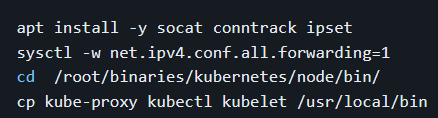 apt install -y socat conntrack ipset
sysctl -w net.ipv4.conf.all.forwarding=1
cd  /root/binaries/kubernetes/node/bin/
cp kube-proxy kubectl kubelet /usr/local/bin